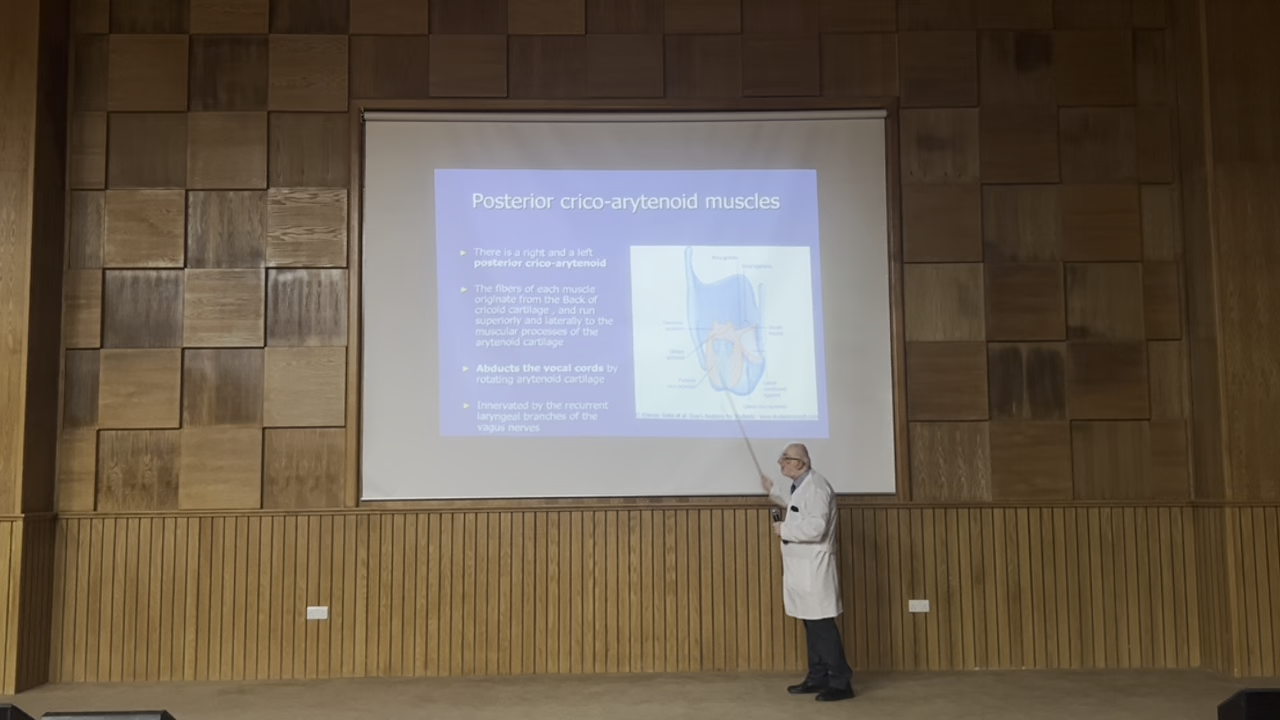 Posterior crico-arytenoid muscles
There is a right and a left
posterior crico-arytenoid
The fibers of each muscle
originate from the Back of
cricoid cartilage , and run
superiorly and laterally to the
muscular processes of the
arytenoid cartilage
Abducts the vocal cords by
rotating arytenoid cartilage
Innervated by the recurrent
laryngeal branches of the
vagus nerves